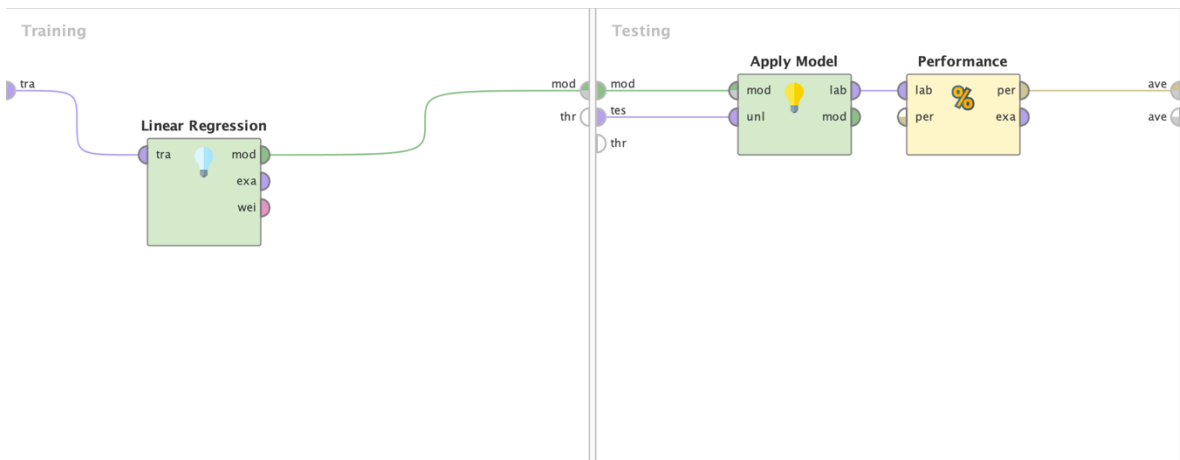 Training
tra
Linear Regression
tra
mod
exa
wei
mod
thr
Testing
mod
tes
thr
Apply Model
mod
lab
unl
mod
Performance
%
lab
per
per
exa
ave
ave